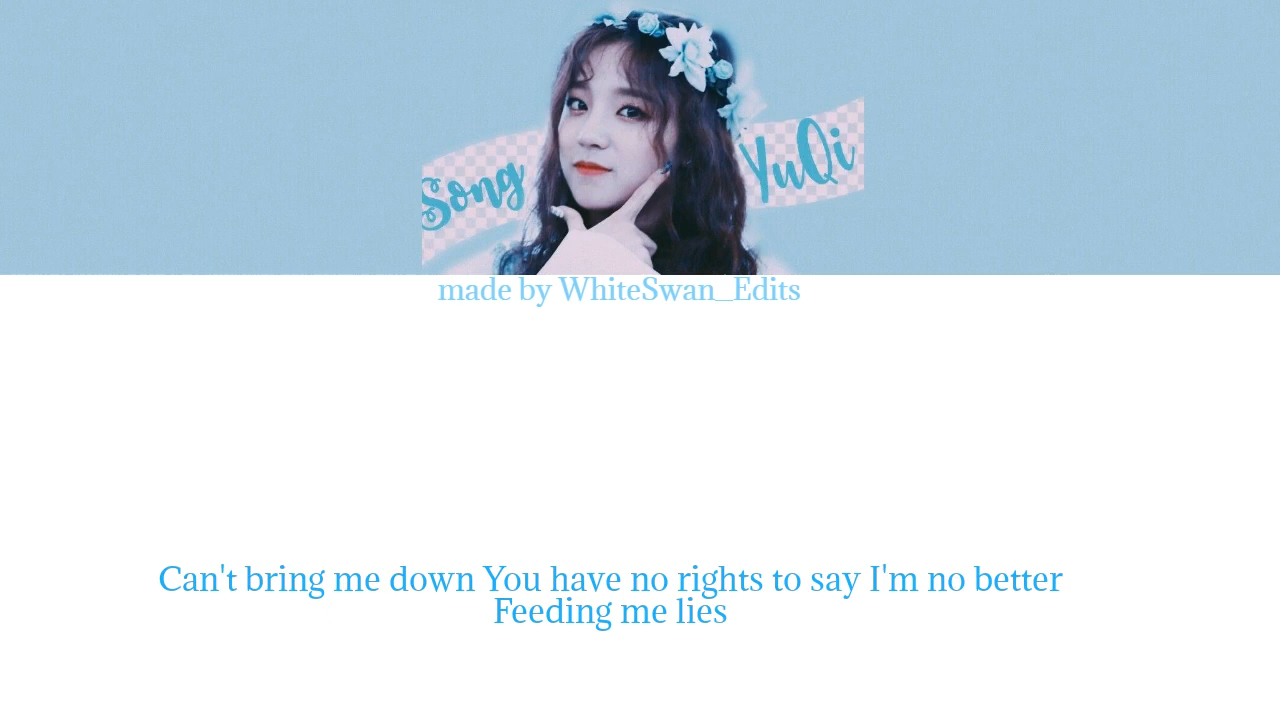 Song YuQi
made by WhiteSwan_Edits
Can't bring me down You have no rights to say I'm no better
Feeding me lies